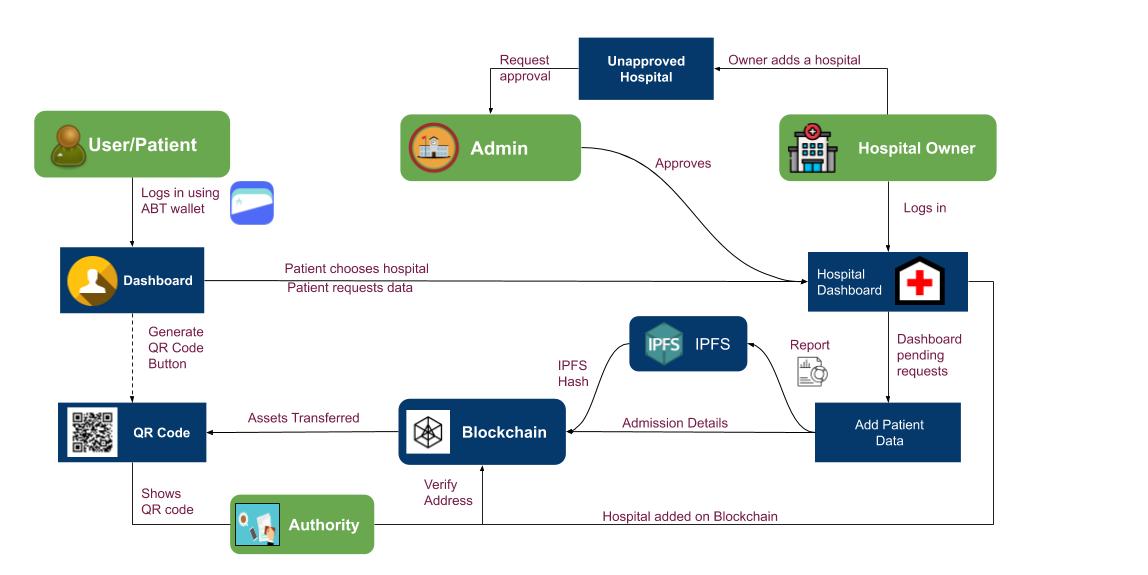 Request
approval
Unapproved
Hospital
Owner adds a hospital
User/Patient
Admin
Hospital Owner
Approves
Logs in using
ABT wallet
Logs in
Dashboard
Patient chooses hospital
Patient requests data
Hospital
Dashboard
Generate
QR Code
Button
IPFS
IPFS
Report
Dashboard
pending
requests
IPFS
Hash
QR Code
Assets Transferred
Blockchain
Admission Details
Add Patient
Data
Shows
QR code
Authority
Verify
Address
Hospital added on Blockchain